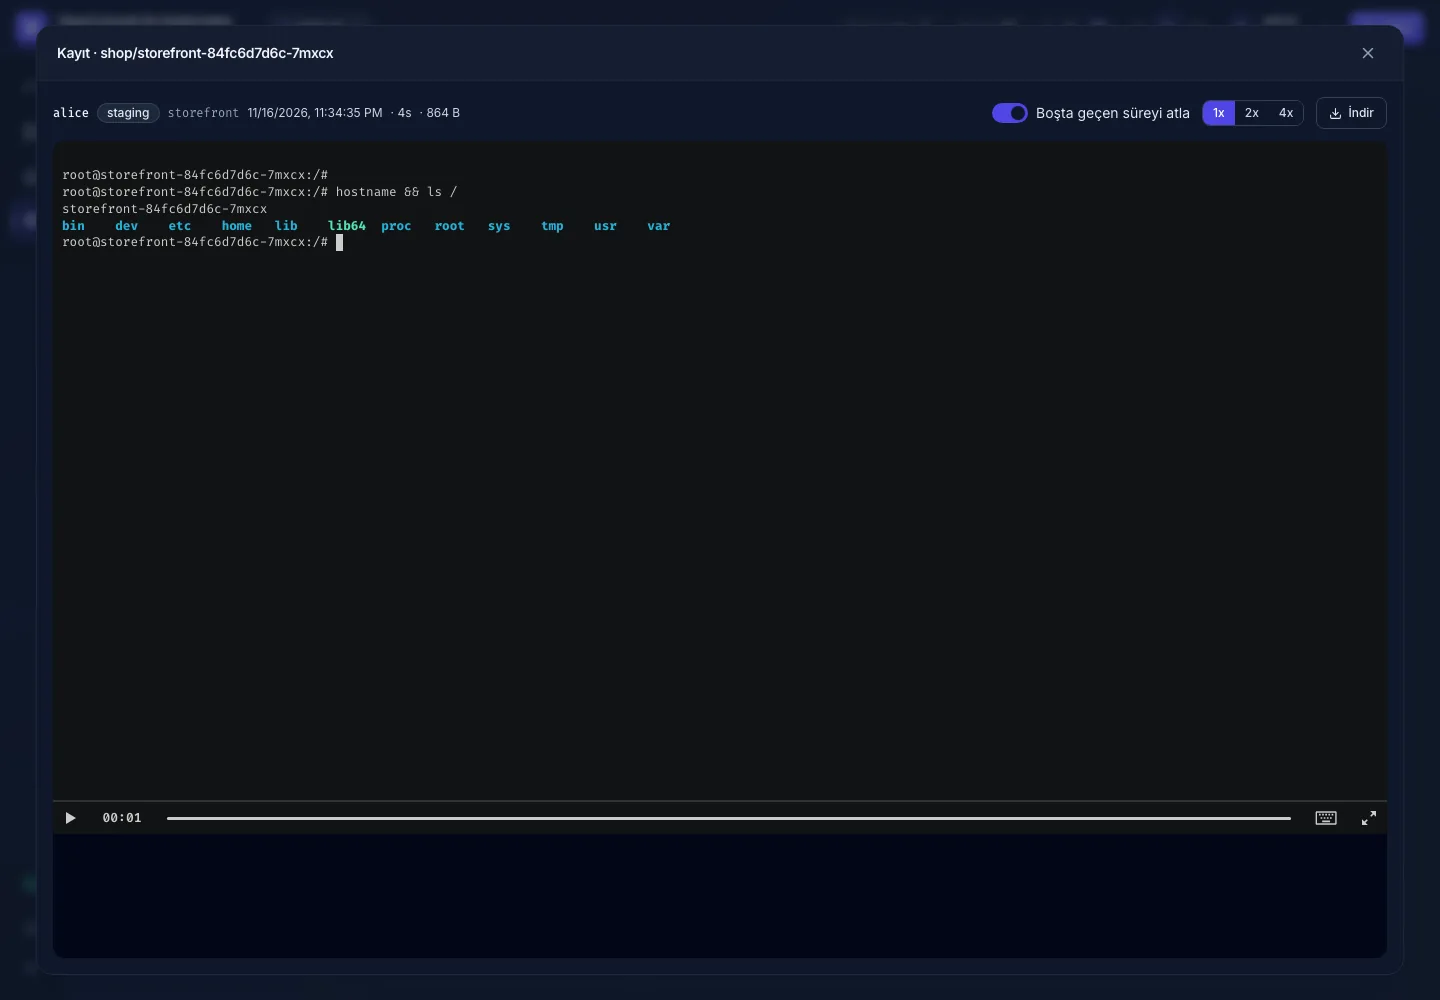 Kayıt · shop/storefront-84fc6d7d6c-7mxcx
alice staging storefront 11/16/2026, 11:34:35 PM · 4s · 864 B Boşta geçen süreyi atla 1x 2x 4x İndir
root@storefront-84fc6d7d6c-7mxcx:/#
root@storefront-84fc6d7d6c-7mxcx:/# hostname && ls /
storefront-84fc6d7d6c-7mxcx
bin dev etc home lib lib64 proc root sys tmp usr var
root@storefront-84fc6d7d6c-7mxcx:/#
00:01